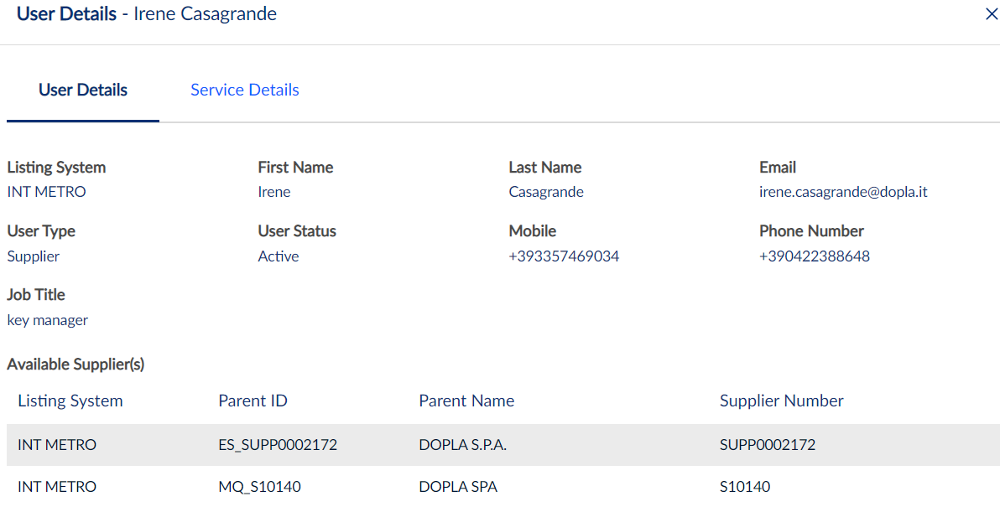 User Details - Irene Casagrande
User Details Service Details
Listing System First Name Last Name Email
INT METRO Irene Casagrande irene.casagrande@dopla.it
User Type User Status Mobile Phone Number
Supplier Active +393357469034 +390422388648
Job Title
key manager
Available Supplier(s)
Listing System Parent ID Parent Name Supplier Number
INT METRO ES_SUPP0002172 DOPLA S.P.A. SUPP0002172
INT METRO MQ_S10140 DOPLA SPA S10140